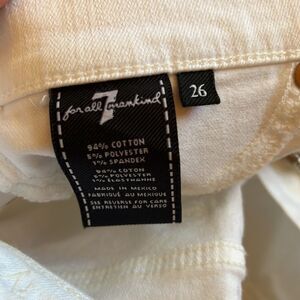 7
for all mankind
26
94% COTTON
5% POLYESTER
1% SPANDEX
94% COTON
5% POLYESTER
1% ELASTHANNE
MADE IN MEXICO
FABRIQUÉ AU MEXIQUE
SEE REVERSE FOR CARE
ENTRETIEN AU VERSO